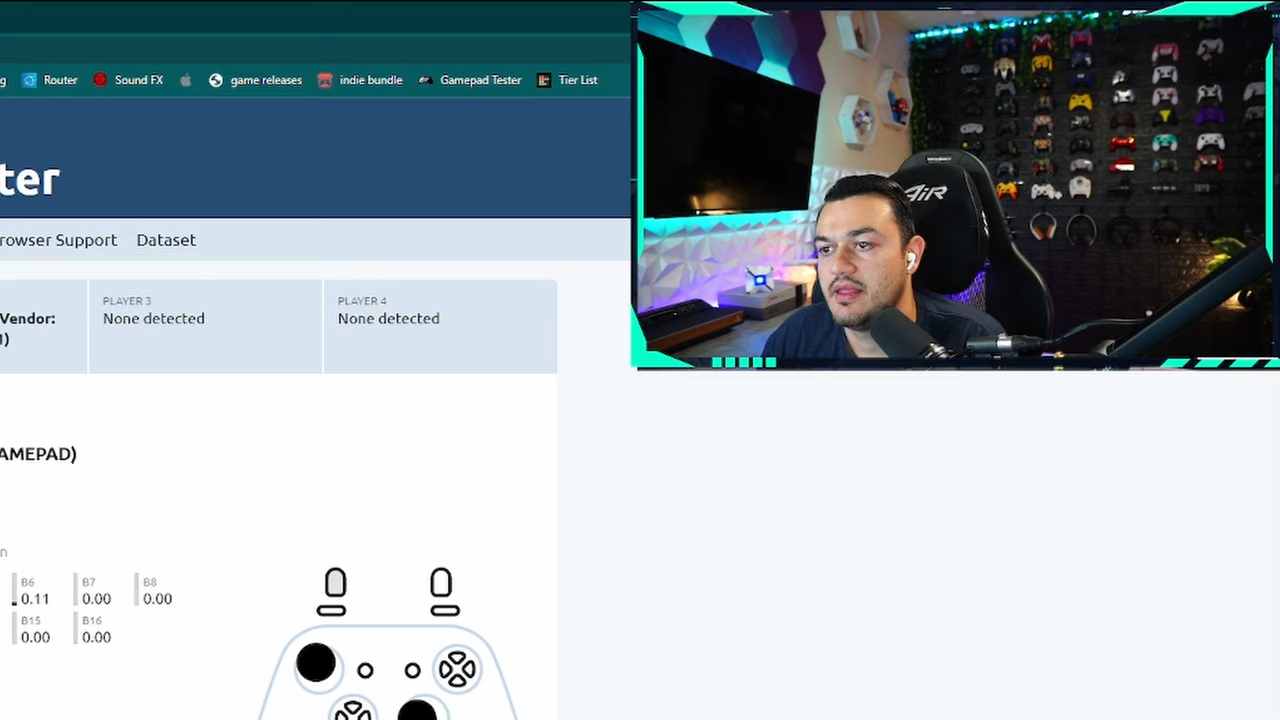 g Router Sound FX game releases indie bundle Gamepad Tester Tier List
ter
rowser Support Dataset
Vendor:
)
PLAYER 3
None detected
PLAYER 4
None detected
AMEPAD)
n
B6 B7 B8
0.11 0.00 0.00
B15 B16
0.00 0.00
AIR